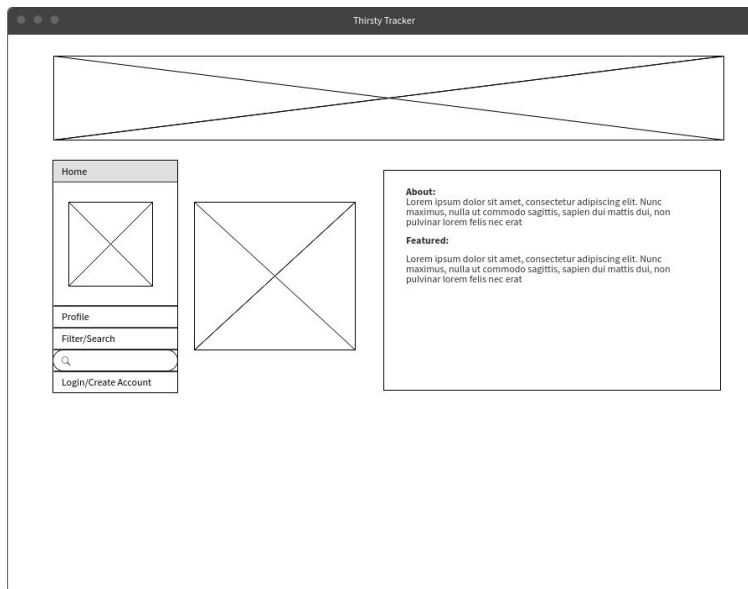 Thirsty Tracker
Home
Profile
Filter/Search
Login/Create Account
About:
Lorem ipsum dolor sit amet, consectetur adipiscing elit. Nunc
maximus, nulla ut commodo sagittis, sapien dui mattis dui, non
pulvinar lorem felis nec erat
Featured:
Lorem ipsum dolor sit amet, consectetur adipiscing elit. Nunc
maximus, nulla ut commodo sagittis, sapien dui mattis dui, non
pulvinar lorem felis nec erat